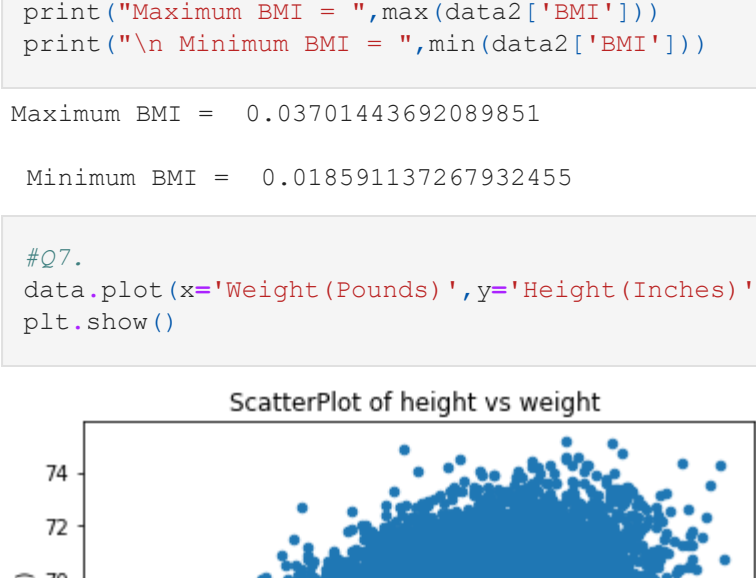 print("Maximum BMI = ",max(data2['BMI']))
print("\n Minimum BMI = ",min(data2['BMI']))
Maximum BMI =  0.03701443692089851
Minimum BMI =  0.018591137267932455
#Q7.
data.plot(x='Weight(Pounds)',y='Height(Inches)'
plt.show()
ScatterPlot of height vs weight
74
72